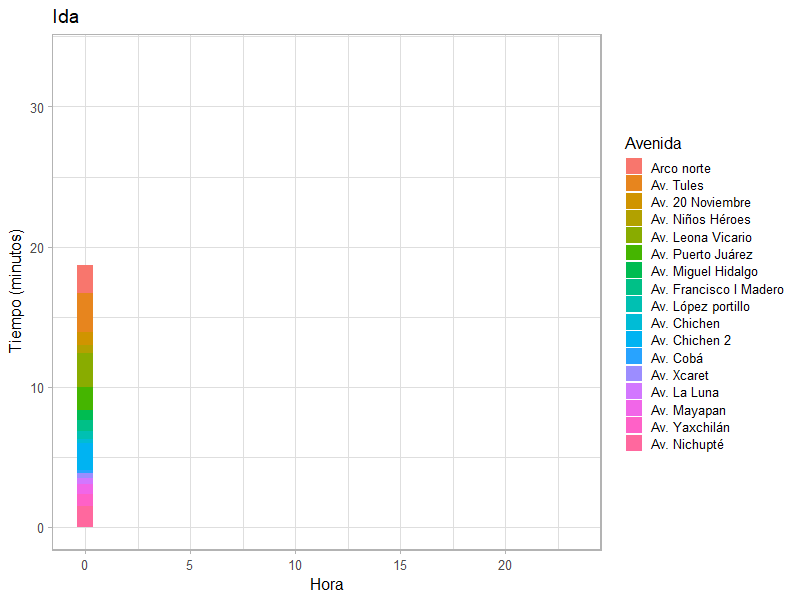 Ida
Tiempo (minutos)
30
20
10
0
0 5 10 15 20
Hora
Avenida
Arco norte
Av. Tules
Av. 20 Noviembre
Av. Niños Héroes
Av. Leona Vicario
Av. Puerto Juárez
Av. Miguel Hidalgo
Av. Francisco I Madero
Av. López portillo
Av. Chichen
Av. Chichen 2
Av. Cobá
Av. Xcaret
Av. La Luna
Av. Mayapan
Av. Yaxchilán
Av. Nichupté